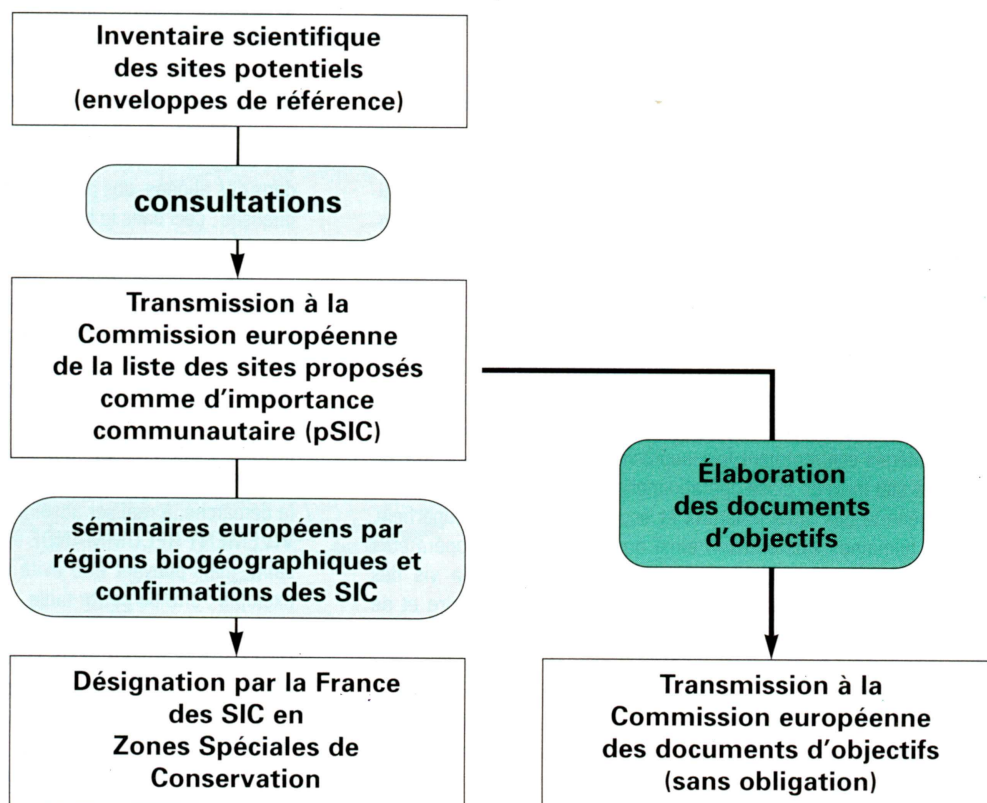 Inventaire scientifique
des sites potentiels
(enveloppes de référence)
consultations
Transmission à la
Commission européenne
de la liste des sites proposés
comme d'importance
communautaire (pSIC)
Élaboration
des documents
d'objectifs
séminaires européens par
régions biogéographiques et
confirmations des SIC
Désignation par la France
des SIC en
Zones Spéciales de
Conservation
Transmission à la
Commission européenne
des documents d'objectifs
(sans obligation)